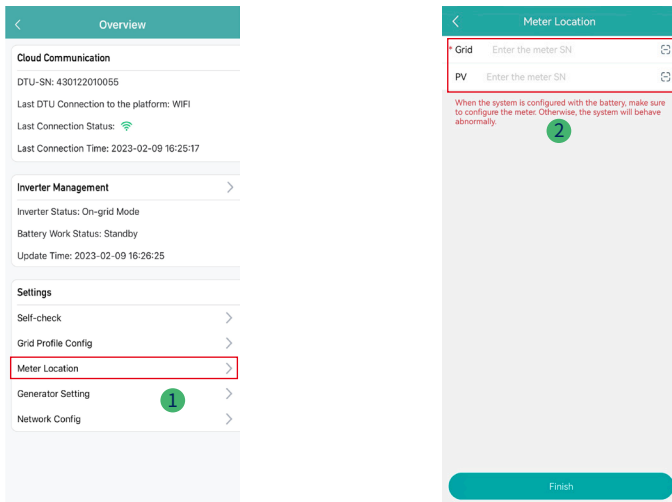 Overview
Cloud Communication
DTU-SN: 430122010055
Last DTU Connection to the platform: WIFI
Last Connection Status:
Last Connection Time: 2023-02-09 16:25:17
Inverter Management
Inverter Status: On-grid Mode
Battery Work Status: Standby
Update Time: 2023-02-09 16:26:25
Settings
Self-check
Grid Profile Config
Meter Location
Generator Setting
1
Network Config
Meter Location
* Grid Enter the meter SN
PV Enter the meter SN
When the system is configured with the battery, make sure
to configure the meter. Otherwise, the system will behave
abnormally.
2
Finish